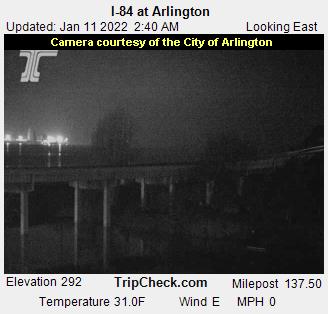 I-84 at Arlington
Updated: Jan 11 2022 2:40 AM Looking East
Camera courtesy of the City of Arlington
Elevation 292 TripCheck.com Milepost 137.50
Temperature 31.0F Wind E MPH 0